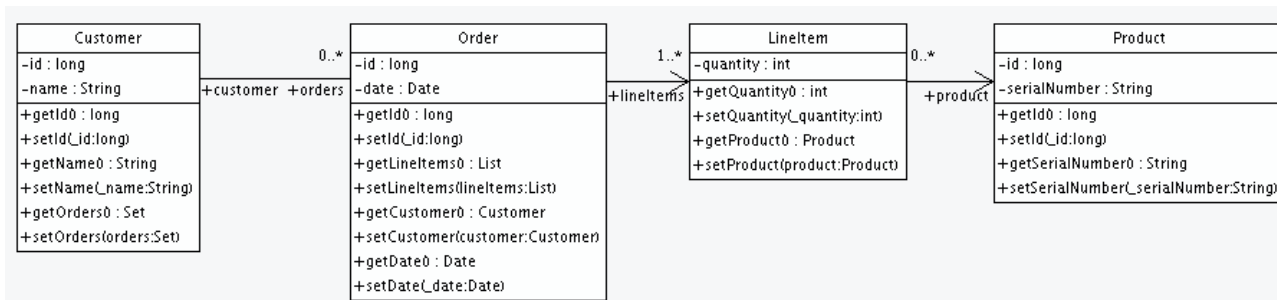 Customer
-id : long
-name : String
+getId() : long
+setId(_id:long)
+getName() : String
+setName(_name:String)
+getOrders() : Set
+setOrders(orders:Set)
0..*
+customer +orders
Order
-id : long
-date : Date
+getId() : long
+setId(_id:long)
+getLineItems() : List
+setLineItems(lineItems:List)
+getCustomer() : Customer
+setCustomer(customer:Customer)
+getDate() : Date
+setDate(_date:Date)
1..*
+lineItems
LineItem
-quantity : int
+getQuantity() : int
+setQuantity(_quantity:int)
+getProduct() : Product
+setProduct(product:Product)
0..*
+product
Product
-id : long
-serialNumber : String
+getId() : long
+setId(_id:long)
+getSerialNumber() : String
+setSerialNumber(_serialNumber:String)